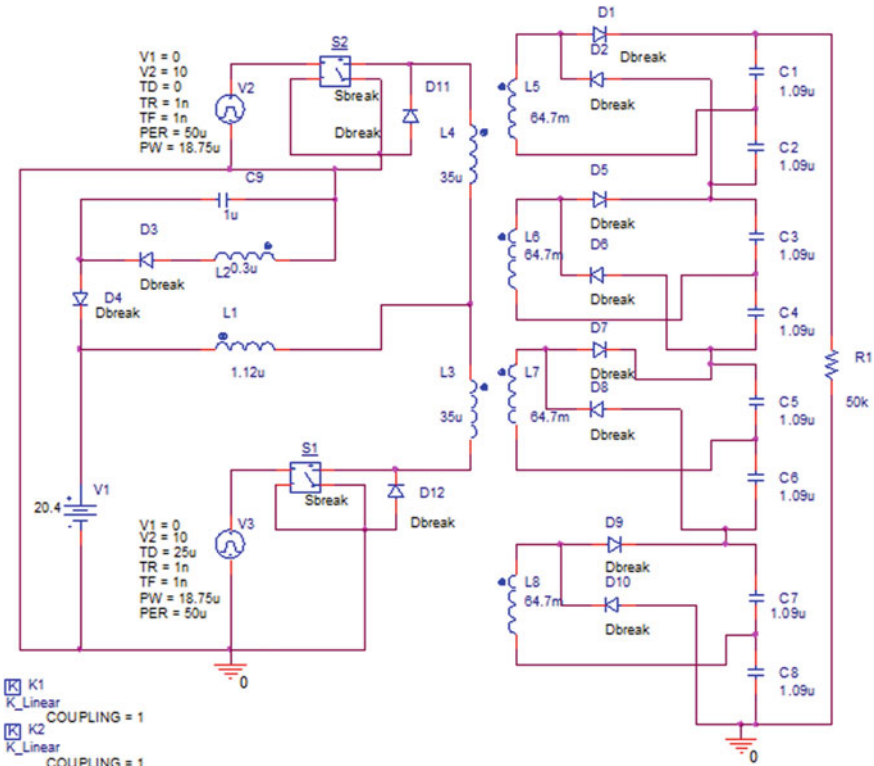 V1 = 0
V2 = 10
TD = 0
TR = 1n
TF = 1n
PER = 50u
PW = 18.75u
V2
S2
Sbreak
Dbreak
D11
L4
35u
C9
1u
D3
Dbreak
L2
0.3u
D4
Dbreak
L1
1.12u
L3
35u
V1
20.4
S1
Sbreak
D12
Dbreak
V3
V1 = 0
V2 = 10
TD = 25u
TR = 1n
TF = 1n
PW = 18.75u
PER = 50u
0
K K1
K_Linear
COUPLING = 1
K K2
K_Linear
COUPLING = 1
D1
Dbreak
D2
Dbreak
L5
64.7m
C1
1.09u
C2
1.09u
D5
Dbreak
L6
64.7m
D6
Dbreak
C3
1.09u
C4
1.09u
D7
Dbreak
L7
64.7m
D8
Dbreak
C5
1.09u
C6
1.09u
R1
50k
D9
Dbreak
L8
64.7m
D10
Dbreak
C7
1.09u
C8
1.09u
0